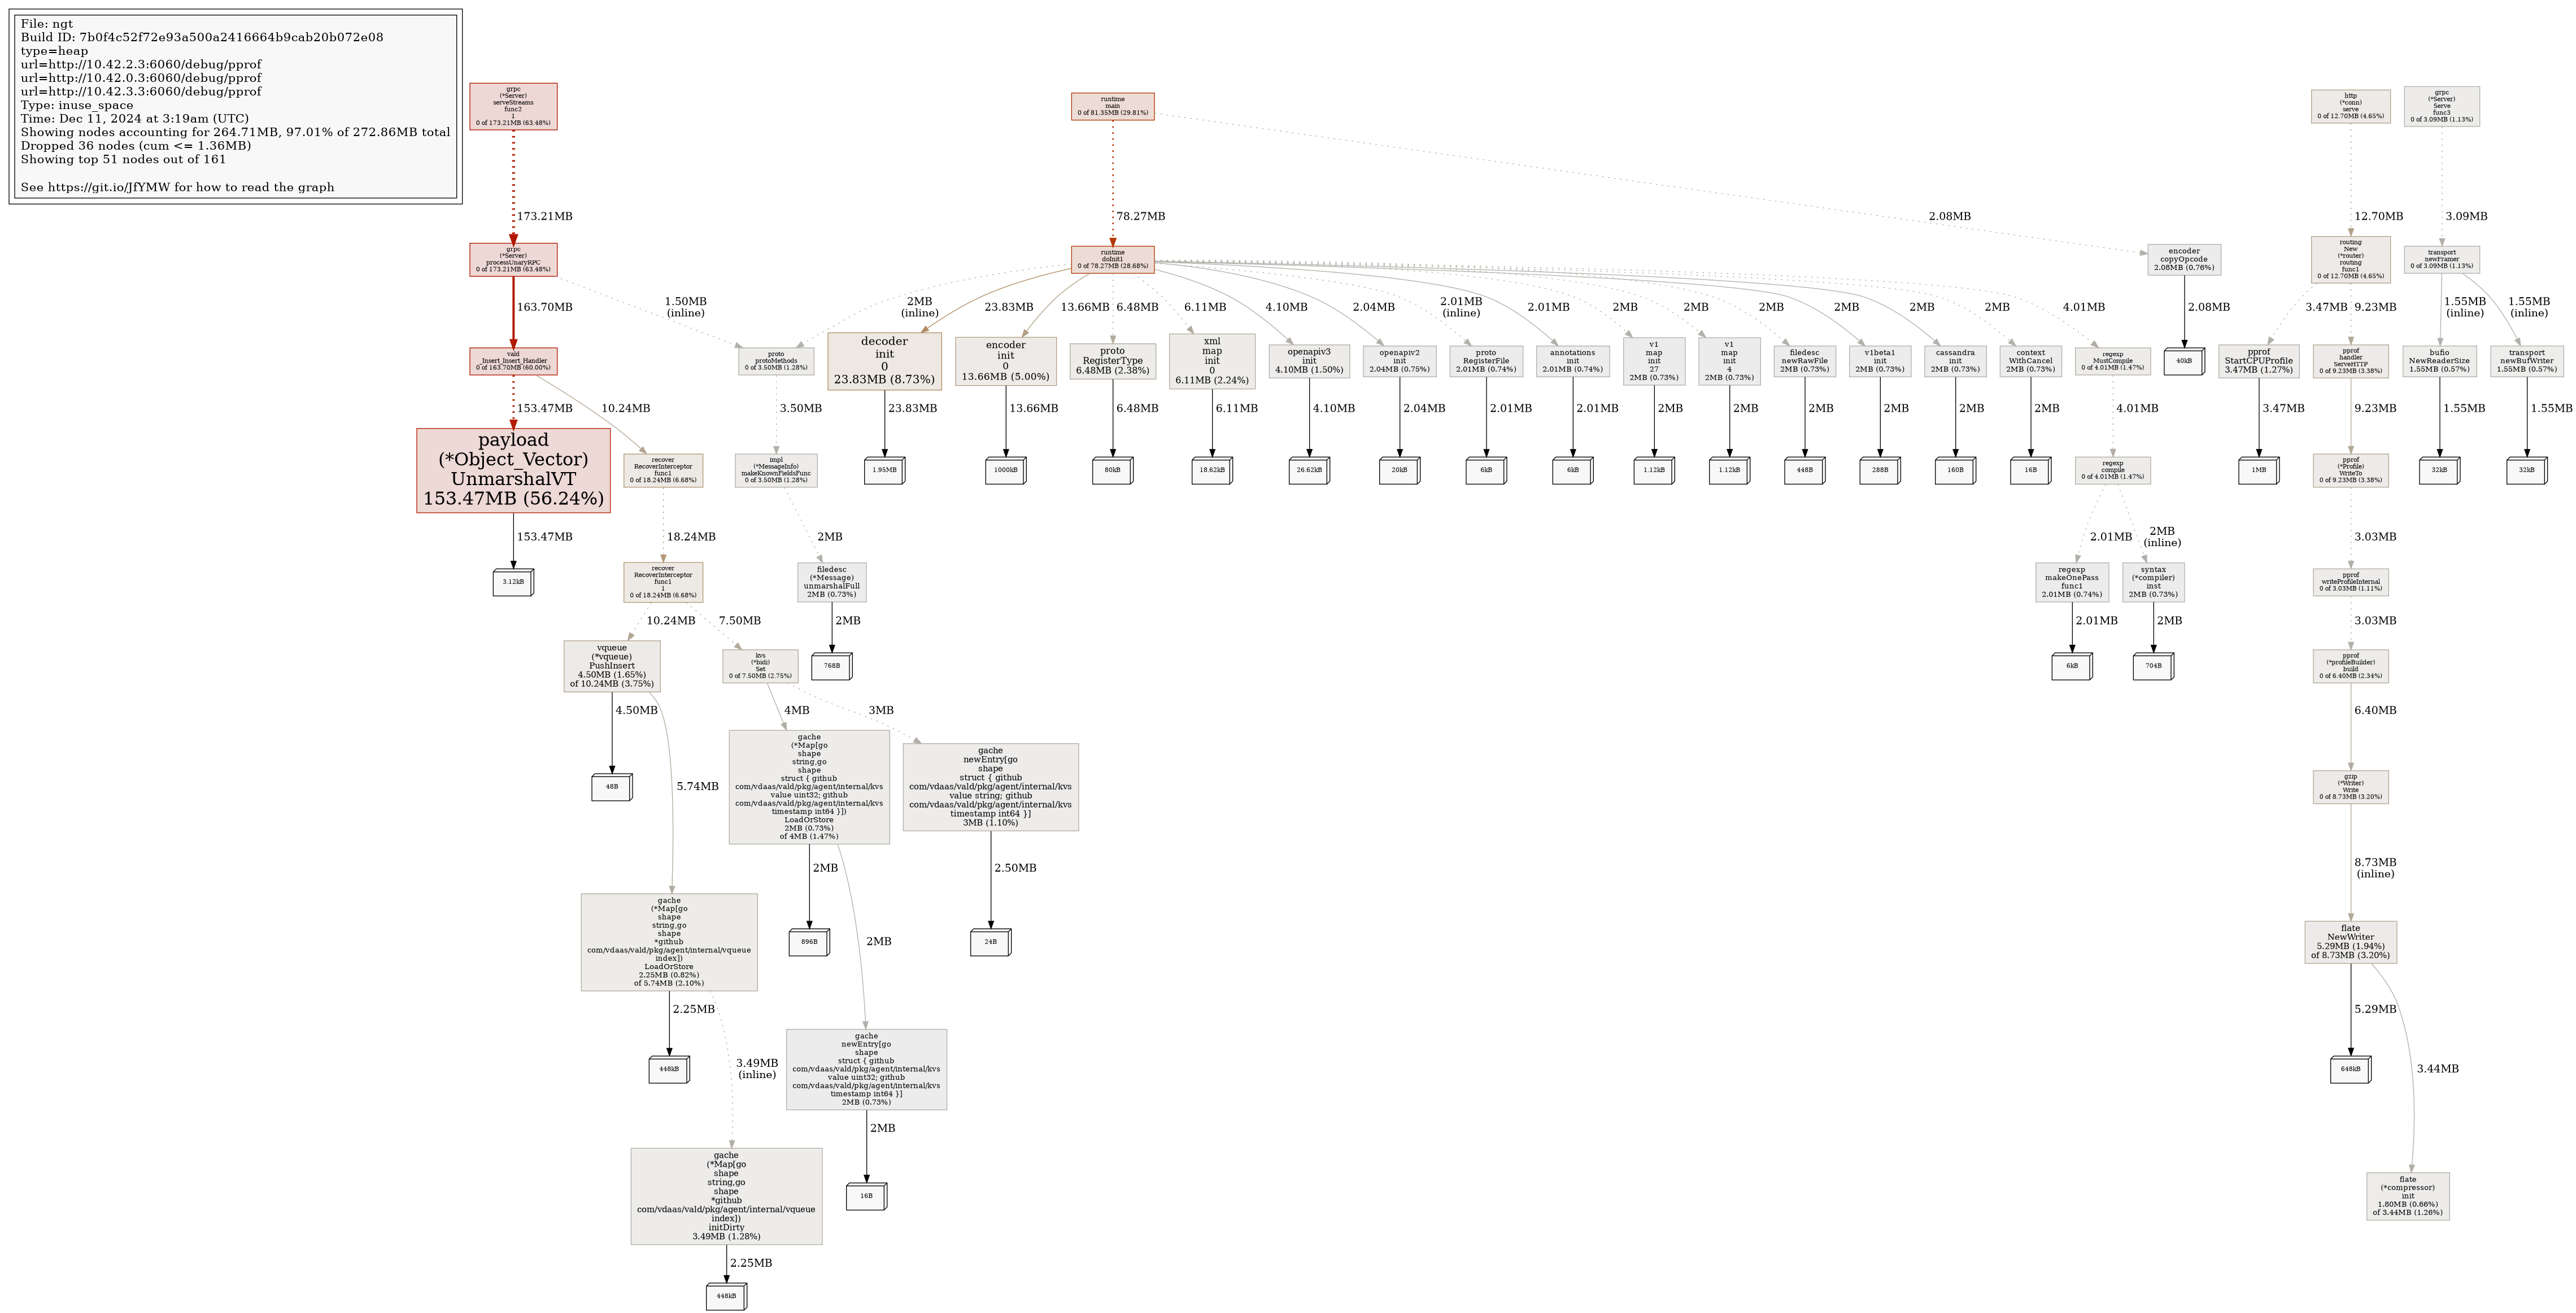 File: ngt
Build ID: 7b0f4c52f72e93a500a2416664b9cab20b072e08
type=heap
url=http://10.42.2.3:6060/debug/pprof
url=http://10.42.0.3:6060/debug/pprof
url=http://10.42.3.3:6060/debug/pprof
Type: inuse_space
Time: Dec 11, 2024 at 3:19am (UTC)
Showing nodes accounting for 264.71MB, 97.01% of 272.86MB total
Dropped 36 nodes (cum <= 1.36MB)
Showing top 51 nodes out of 161
See https://git.io/JfYMW for how to read the graph
grpc
(*Server)
serveStreams
func2
1
0 of 173.21MB (63.48%)
runtime
main
0 of 81.35MB (29.81%)
http
(*conn)
serve
0 of 12.70MB (4.65%)
grpc
(*Server)
Serve
func3
0 of 3.09MB (1.13%)
173.21MB
78.27MB
2.08MB
12.70MB
3.09MB
grpc
(*Server)
processUnaryRPC
0 of 173.21MB (63.48%)
runtime
doInit1
0 of 78.27MB (28.68%)
encoder
copyOpcode
2.08MB (0.76%)
routing
New
(*router)
routing
func1
0 of 12.70MB (4.65%)
transport
newFramer
0 of 3.09MB (1.13%)
163.70MB
1.50MB
(inline)
2MB
(inline)
23.83MB
13.66MB
6.48MB
6.11MB
4.10MB
2.04MB
2.01MB
(inline)
2.01MB
2MB
2MB
2MB
2MB
2MB
2MB
4.01MB
2.08MB
3.47MB
9.23MB
1.55MB
(inline)
1.55MB
(inline)
vald
_Insert_Insert_Handler
0 of 163.70MB (60.00%)
proto
protoMethods
0 of 3.50MB (1.28%)
decoder
init
0
23.83MB (8.73%)
encoder
init
0
13.66MB (5.00%)
proto
RegisterType
6.48MB (2.38%)
xml
map
init
0
6.11MB (2.24%)
openapiv3
init
4.10MB (1.50%)
openapiv2
init
2.04MB (0.75%)
proto
RegisterFile
2.01MB (0.74%)
annotations
init
2.01MB (0.74%)
v1
map
init
27
2MB (0.73%)
v1
map
init
4
2MB (0.73%)
filedesc
newRawFile
2MB (0.73%)
v1beta1
init
2MB (0.73%)
cassandra
init
2MB (0.73%)
context
WithCancel
2MB (0.73%)
regexp
MustCompile
0 of 4.01MB (1.47%)
40kB
pprof
StartCPUProfile
3.47MB (1.27%)
pprof
handler
ServeHTTP
0 of 9.23MB (3.38%)
bufio
NewReaderSize
1.55MB (0.57%)
transport
newBufWriter
1.55MB (0.57%)
153.47MB
10.24MB
3.50MB
23.83MB
13.66MB
6.48MB
6.11MB
4.10MB
2.04MB
2.01MB
2.01MB
2MB
2MB
2MB
2MB
2MB
2MB
4.01MB
3.47MB
9.23MB
1.55MB
1.55MB
payload
(*Object_Vector)
UnmarshalVT
153.47MB (56.24%)
recover
RecoverInterceptor
func1
0 of 18.24MB (6.68%)
impl
(*MessageInfo)
makeKnownFieldsFunc
0 of 3.50MB (1.28%)
1.95MB
1000kB
80kB
18.62kB
26.62kB
20kB
6kB
6kB
1.12kB
1.12kB
448B
288B
160B
16B
regexp
compile
0 of 4.01MB (1.47%)
1MB
pprof
(*Profile)
WriteTo
0 of 9.23MB (3.38%)
32kB
32kB
153.47MB
18.24MB
2MB
2.01MB
2MB
(inline)
3.03MB
3.12kB
recover
RecoverInterceptor
func1
1
0 of 18.24MB (6.68%)
filedesc
(*Message)
unmarshalFull
2MB (0.73%)
regexp
makeOnePass
func1
2.01MB (0.74%)
syntax
(*compiler)
inst
2MB (0.73%)
pprof
writeProfileInternal
0 of 3.03MB (1.11%)
10.24MB
7.50MB
2MB
2.01MB
2MB
3.03MB
vqueue
(*vqueue)
PushInsert
4.50MB (1.65%)
of 10.24MB (3.75%)
kvs
(*bidi)
Set
0 of 7.50MB (2.75%)
768B
6kB
704B
pprof
(*profileBuilder)
build
0 of 6.40MB (2.34%)
4.50MB
4MB
3MB
6.40MB
48B
5.74MB
gache
(*Map[go
shape
string,go
shape
struct { github
com/vdaas/vald/pkg/agent/internal/kvs
value uint32; github
com/vdaas/vald/pkg/agent/internal/kvs
timestamp int64 }])
LoadOrStore
2MB (0.73%)
of 4MB (1.47%)
gache
newEntry[go
shape
struct { github
com/vdaas/vald/pkg/agent/internal/kvs
value string; github
com/vdaas/vald/pkg/agent/internal/kvs
timestamp int64 }]
3MB (1.10%)
gzip
(*Writer)
Write
0 of 8.73MB (3.20%)
2MB
2.50MB
8.73MB
(inline)
gache
(*Map[go
shape
string,go
shape
*github
com/vdaas/vald/pkg/agent/internal/vqueue
index])
LoadOrStore
2.25MB (0.82%)
of 5.74MB (2.10%)
896B
2MB
24B
flate
NewWriter
5.29MB (1.94%)
of 8.73MB (3.20%)
2.25MB
5.29MB
448kB
3.49MB
(inline)
gache
newEntry[go
shape
struct { github
com/vdaas/vald/pkg/agent/internal/kvs
value uint32; github
com/vdaas/vald/pkg/agent/internal/kvs
timestamp int64 }]
2MB (0.73%)
648kB
3.44MB
2MB
gache
(*Map[go
shape
string,go
shape
*github
com/vdaas/vald/pkg/agent/internal/vqueue
index])
initDirty
3.49MB (1.28%)
16B
flate
(*compressor)
init
1.80MB (0.66%)
of 3.44MB (1.26%)
2.25MB
448kB